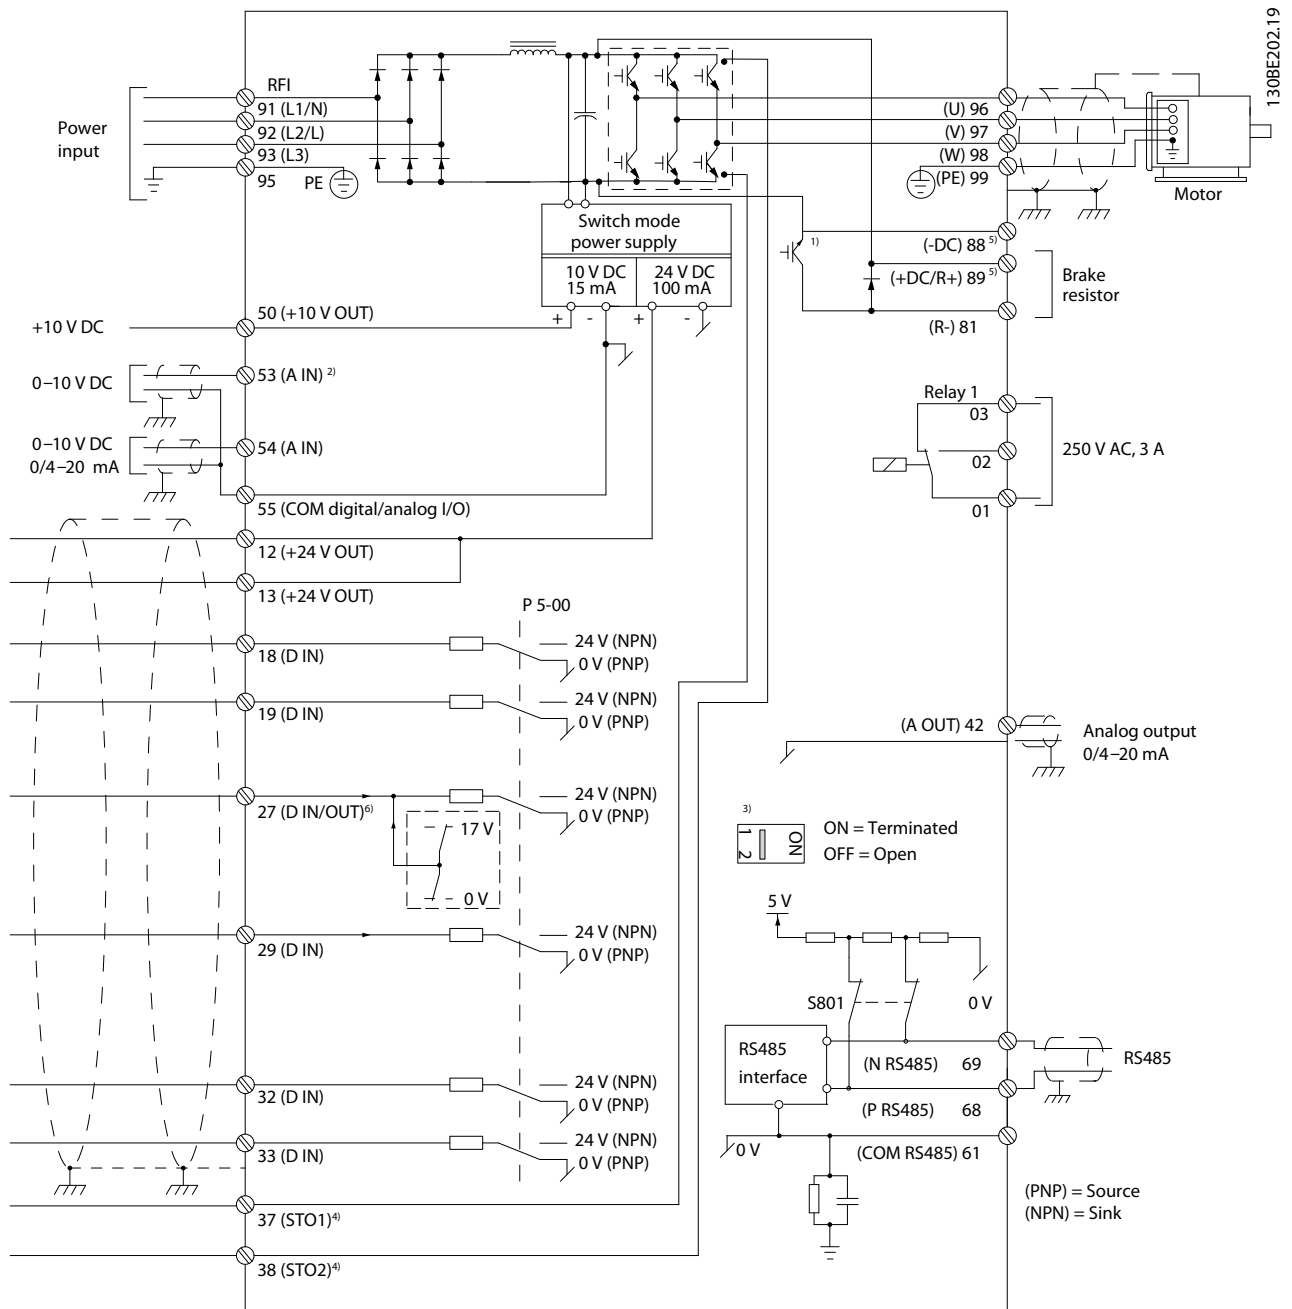 130BE202.19
RFI
Power
input
91 (L1/N)
92 (L2/L)
93 (L3)
95
PE
(U) 96
(V) 97
(W) 98
(PE) 99
Motor
Switch mode
power supply
10 V DC
15 mA
24 V DC
100 mA
+ - + -
1)
(-DC) 88 5)
(+DC/R+) 89 5)
(R-) 81
Brake
resistor
+10 V DC
50 (+10 V OUT)
0–10 V DC
53 (A IN) 2)
0–10 V DC
0/4–20 mA
54 (A IN)
55 (COM digital/analog I/O)
Relay 1
03
02
01
250 V AC, 3 A
12 (+24 V OUT)
13 (+24 V OUT)
P 5-00
18 (D IN)
24 V (NPN)
0 V (PNP)
19 (D IN)
24 V (NPN)
0 V (PNP)
27 (D IN/OUT) 6)
24 V (NPN)
0 V (PNP)
17 V
0 V
29 (D IN)
24 V (NPN)
0 V (PNP)
32 (D IN)
24 V (NPN)
0 V (PNP)
33 (D IN)
24 V (NPN)
0 V (PNP)
37 (STO1) 4)
38 (STO2) 4)
(A OUT) 42
Analog output
0/4–20 mA
3)
1 2
ON
ON = Terminated
OFF = Open
5 V
S801
0 V
RS485
interface
(N RS485) 69
(P RS485) 68
RS485
0 V
(COM RS485) 61
(PNP) = Source
(NPN) = Sink